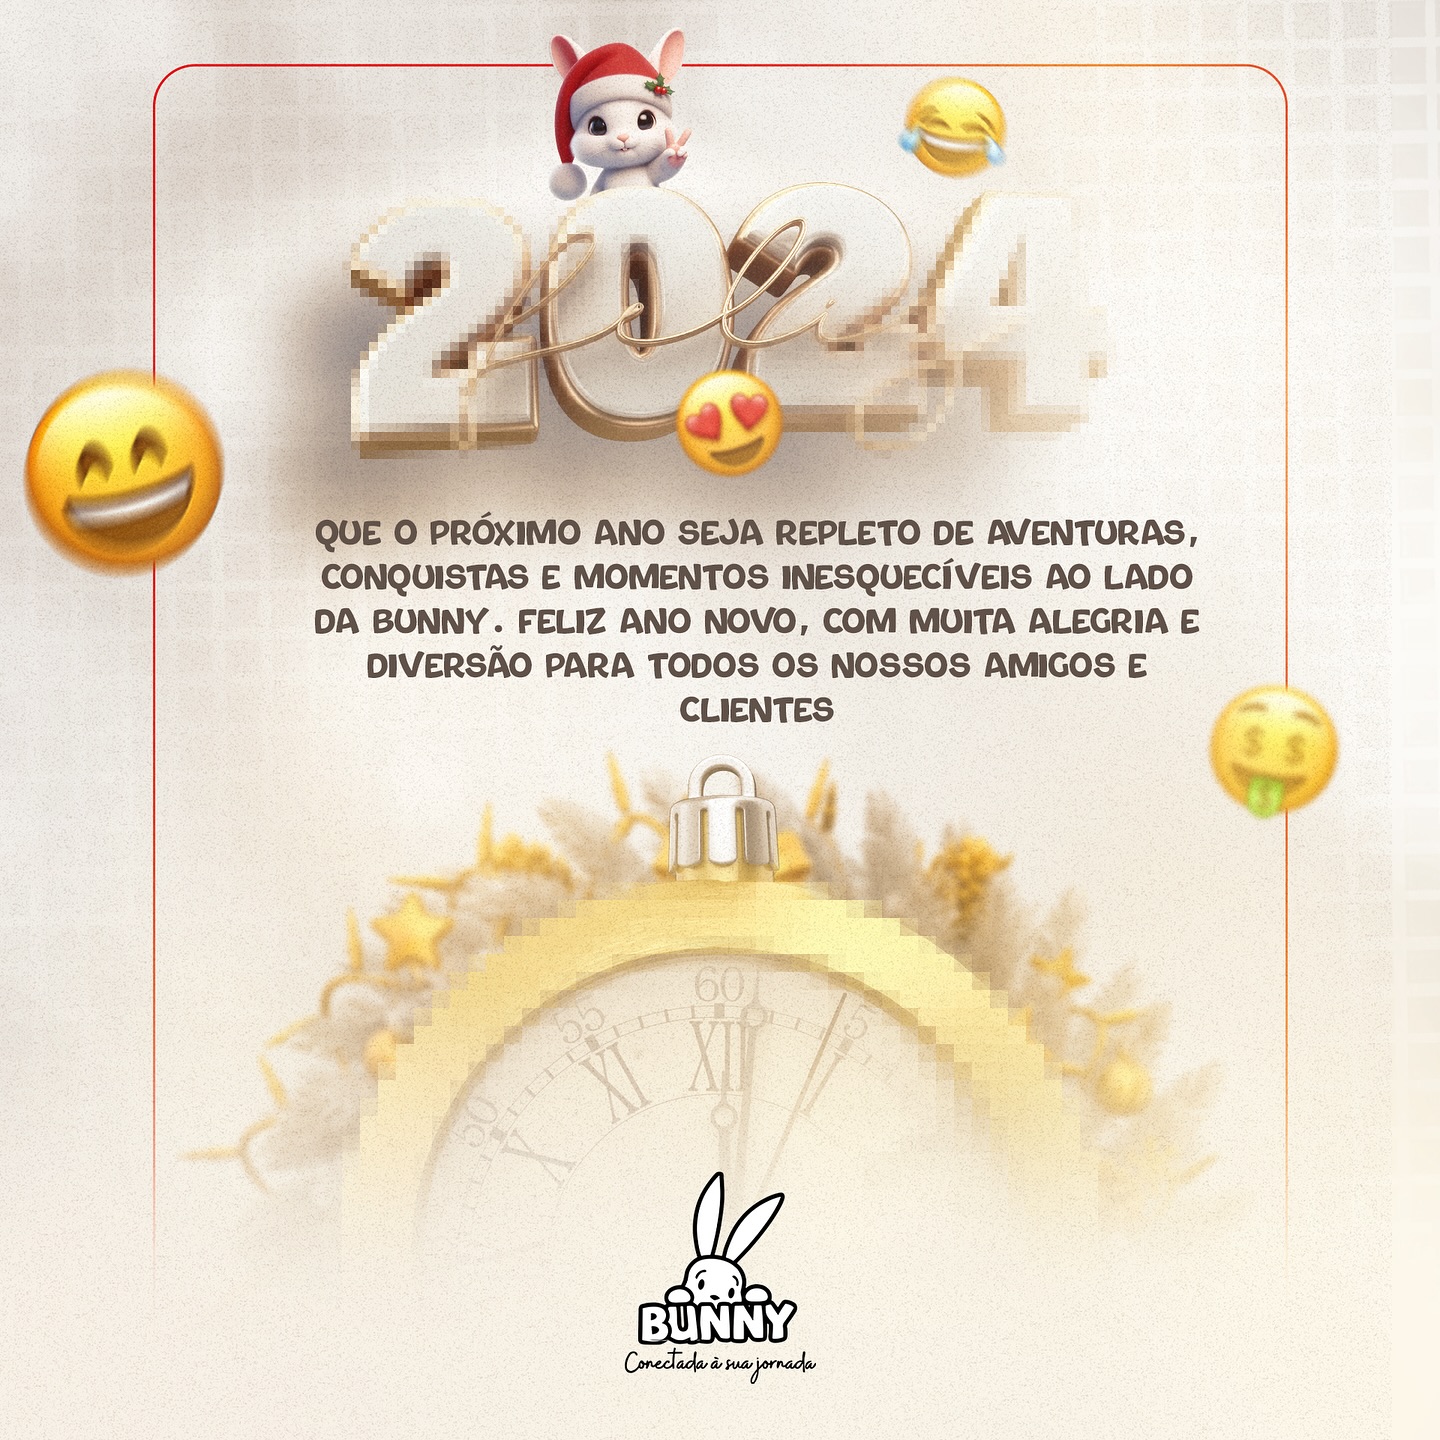 2024
Feliz
QUE O PRÓXIMO ANO SEJA REPLETO DE AVENTURAS,
CONQUISTAS E MOMENTOS INESQUECÍVEIS AO LADO
DA BUNNY. FELIZ ANO NOVO, COM MUITA ALEGRIA E
DIVERSÃO PARA TODOS OS NOSSOS AMIGOS E
CLIENTES
60
55
5
50
XII
XI
X
BUNNY
Conectada à sua jornada